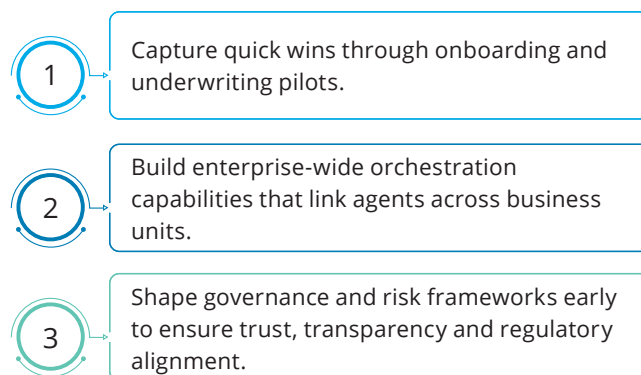 1
Capture quick wins through onboarding and
underwriting pilots.
2
Build enterprise-wide orchestration
capabilities that link agents across business
units.
3
Shape governance and risk frameworks early
to ensure trust, transparency and regulatory
alignment.